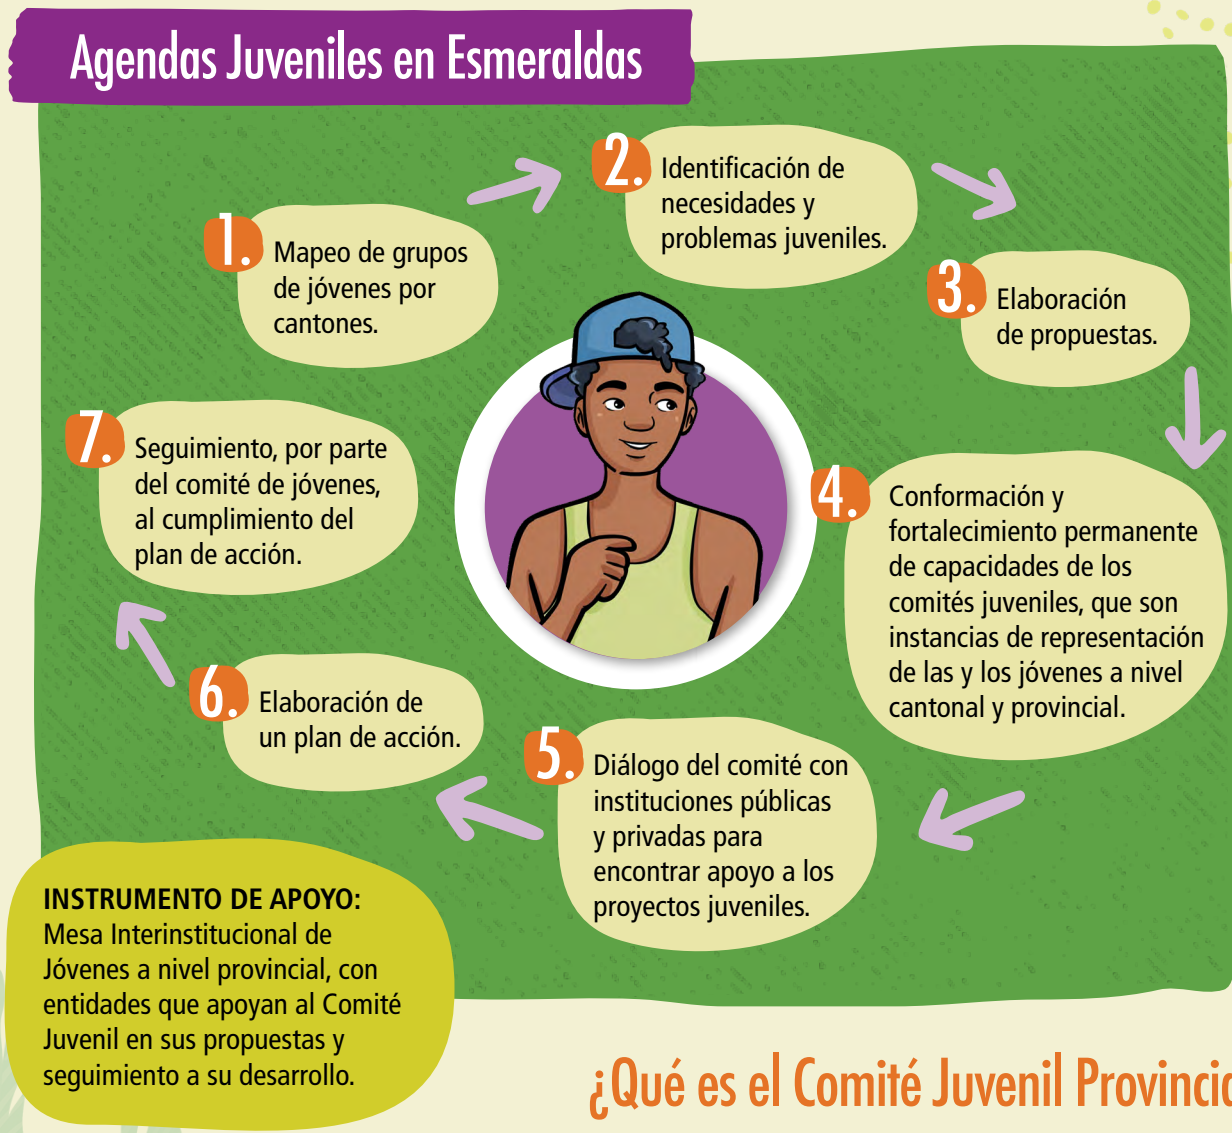 Agendas Juveniles en Esmeraldas
1. Mapeo de grupos
de jóvenes por
cantones.
2. Identificación de
necesidades y
problemas juveniles.
3. Elaboración
de propuestas.
4. Conformación y
fortalecimiento permanente
de capacidades de los
comités juveniles, que son
instancias de representación
de las y los jóvenes a nivel
cantonal y provincial.
5. Diálogo del comité con
instituciones públicas
y privadas para
encontrar apoyo a los
proyectos juveniles.
6. Elaboración de
un plan de acción.
7. Seguimiento, por parte
del comité de jóvenes,
al cumplimiento del
plan de acción.
INSTRUMENTO DE APOYO:
Mesa Interinstitucional de
Jóvenes a nivel provincial, con
entidades que apoyan al Comité
Juvenil en sus propuestas y
seguimiento a su desarrollo.
¿Qué es el Comité Juvenil